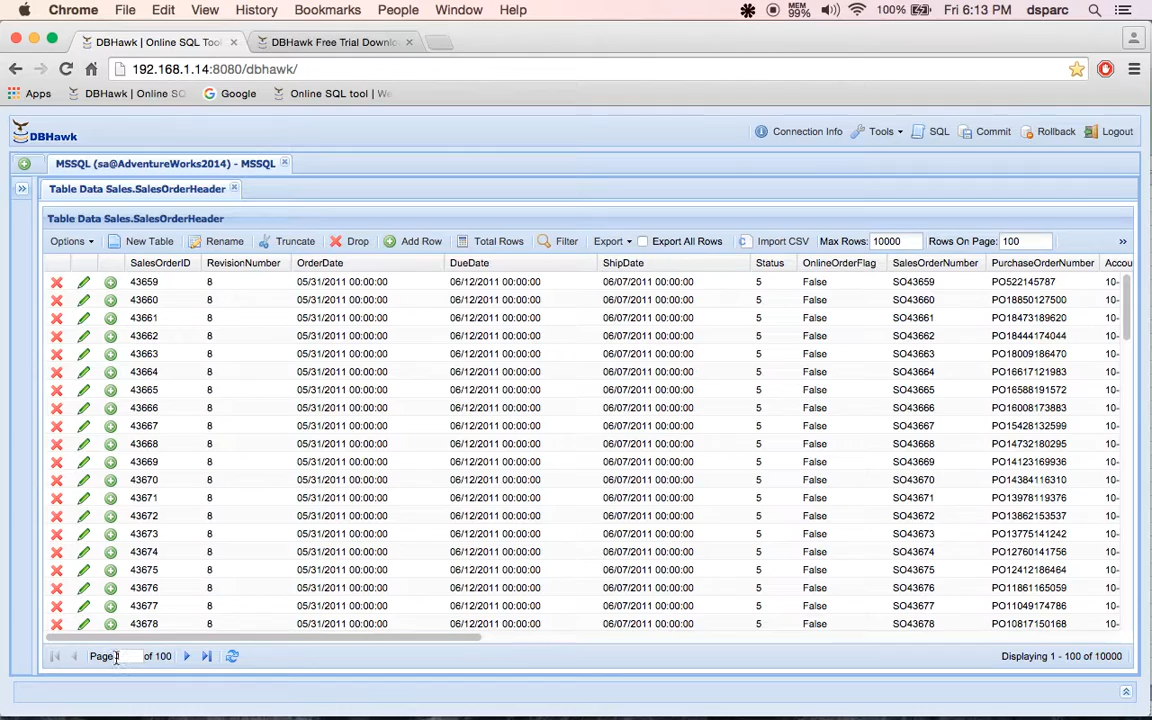 Chrome File Edit View History Bookmarks People Window Help MEM 99% 100% Fri 6:13 PM dsparc
DBHawk | Online SQL Tool DBHawk Free Trial Downlo
192.168.1.14:8080/dbhawk/
Apps DBHawk | Online SQ Google Online SQL tool | We
DBHawk Connection Info Tools SQL Commit Rollback Logout
MSSQL (sa@AdventureWorks2014) - MSSQL
Table Data Sales.SalesOrderHeader
Table Data Sales.SalesOrderHeader
Options New Table Rename Truncate Drop Add Row Total Rows Filter Export Export All Rows Import CSV Max Rows: 10000 Rows On Page: 100 »
SalesOrderID RevisionNumber OrderDate DueDate ShipDate Status OnlineOrderFlag SalesOrderNumber PurchaseOrderNumber Accou
43659 8 05/31/2011 00:00:00 06/12/2011 00:00:00 06/07/2011 00:00:00 5 False SO43659 PO522145787 10-
43660 8 05/31/2011 00:00:00 06/12/2011 00:00:00 06/07/2011 00:00:00 5 False SO43660 PO18850127500 10-
43661 8 05/31/2011 00:00:00 06/12/2011 00:00:00 06/07/2011 00:00:00 5 False SO43661 PO18473189620 10-
43662 8 05/31/2011 00:00:00 06/12/2011 00:00:00 06/07/2011 00:00:00 5 False SO43662 PO18444174044 10-
43663 8 05/31/2011 00:00:00 06/12/2011 00:00:00 06/07/2011 00:00:00 5 False SO43663 PO18009186470 10-
43664 8 05/31/2011 00:00:00 06/12/2011 00:00:00 06/07/2011 00:00:00 5 False SO43664 PO16617121983 10-
43665 8 05/31/2011 00:00:00 06/12/2011 00:00:00 06/07/2011 00:00:00 5 False SO43665 PO16588191572 10-
43666 8 05/31/2011 00:00:00 06/12/2011 00:00:00 06/07/2011 00:00:00 5 False SO43666 PO16008173883 10-
43667 8 05/31/2011 00:00:00 06/12/2011 00:00:00 06/07/2011 00:00:00 5 False SO43667 PO15428132599 10-
43668 8 05/31/2011 00:00:00 06/12/2011 00:00:00 06/07/2011 00:00:00 5 False SO43668 PO14732180295 10-
43669 8 05/31/2011 00:00:00 06/12/2011 00:00:00 06/07/2011 00:00:00 5 False SO43669 PO14123169936 10-
43670 8 05/31/2011 00:00:00 06/12/2011 00:00:00 06/07/2011 00:00:00 5 False SO43670 PO14384116310 10-
43671 8 05/31/2011 00:00:00 06/12/2011 00:00:00 06/07/2011 00:00:00 5 False SO43671 PO13978119376 10-
43672 8 05/31/2011 00:00:00 06/12/2011 00:00:00 06/07/2011 00:00:00 5 False SO43672 PO13862153537 10-
43673 8 05/31/2011 00:00:00 06/12/2011 00:00:00 06/07/2011 00:00:00 5 False SO43673 PO13775141242 10-
43674 8 05/31/2011 00:00:00 06/12/2011 00:00:00 06/07/2011 00:00:00 5 False SO43674 PO12760141756 10-
43675 8 05/31/2011 00:00:00 06/12/2011 00:00:00 06/07/2011 00:00:00 5 False SO43675 PO12412186464 10-
43676 8 05/31/2011 00:00:00 06/12/2011 00:00:00 06/07/2011 00:00:00 5 False SO43676 PO11861165059 10-
43677 8 05/31/2011 00:00:00 06/12/2011 00:00:00 06/07/2011 00:00:00 5 False SO43677 PO11049174786 10-
43678 8 05/31/2011 00:00:00 06/12/2011 00:00:00 06/07/2011 00:00:00 5 False SO43678 PO10817150168 10-
Page of 100 Displaying 1 - 100 of 10000